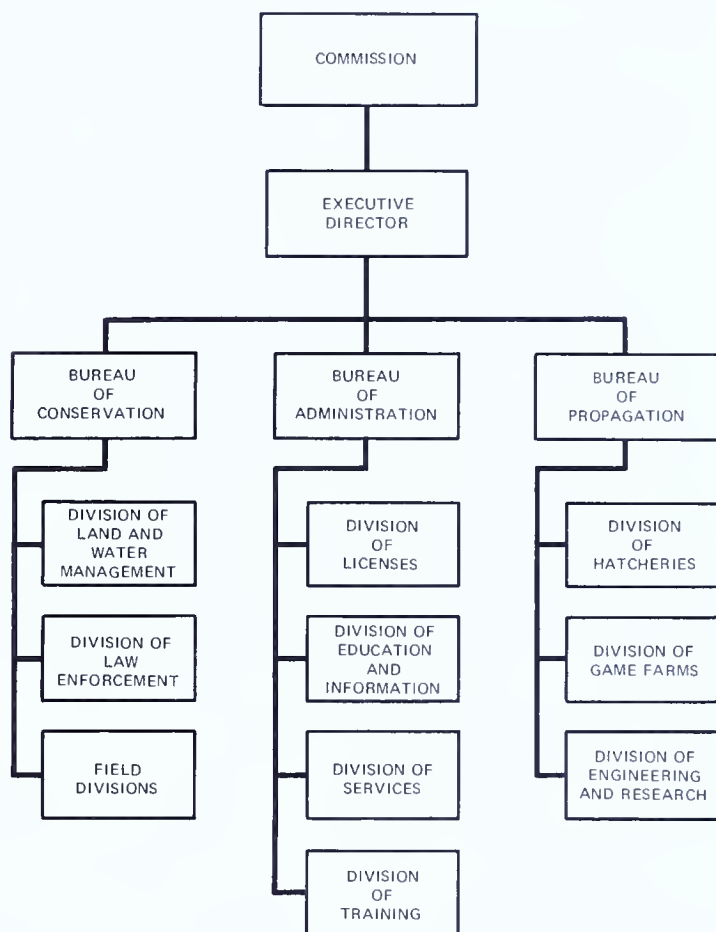 COMMISSION
EXECUTIVE
DIRECTOR
BUREAU
OF
CONSERVATION
BUREAU
OF
ADMINISTRATION
BUREAU
OF
PROPAGATION
DIVISION OF
LAND AND
WATER
MANAGEMENT
DIVISION OF
LAW
ENFORCEMENT
FIELD
DIVISIONS
DIVISION
OF
LICENSES
DIVISION OF
EDUCATION
AND
INFORMATION
DIVISION OF
SERVICES
DIVISION
OF
TRAINING
DIVISION
OF
HATCHERIES
DIVISION OF
GAME FARMS
DIVISION OF
ENGINEERING
AND RESEARCH